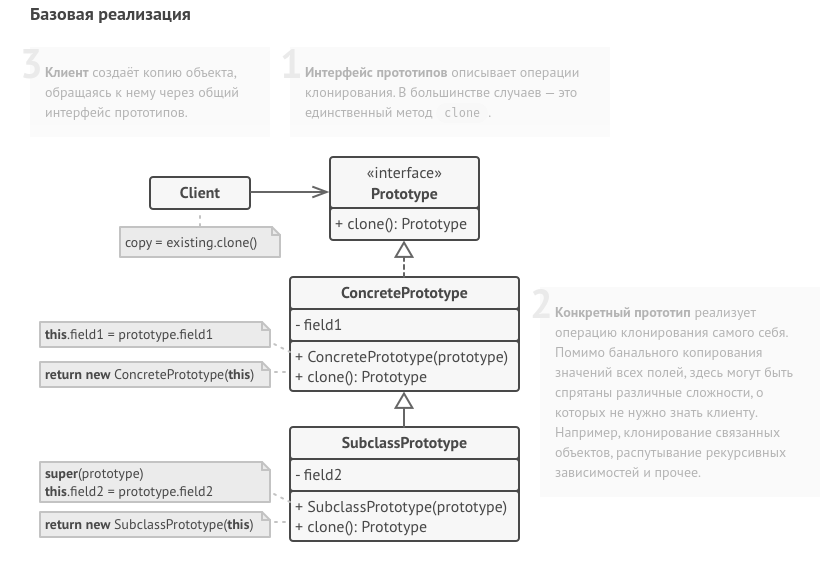 Базовая реализация
3
Клиент создаёт копию объекта,
обращаясь к нему через общий
интерфейс прототипов.
1
Интерфейс прототипов описывает операции
клонирования. В большинстве случаев — это
единственный метод clone .
Client
«interface»
Prototype
+ clone(): Prototype
copy = existing.clone()
ConcretePrototype
- field1
+ ConcretePrototype(prototype)
+ clone(): Prototype
this.field1 = prototype.field1
return new ConcretePrototype(this)
2
Конкретный прототип реализует
операцию клонирования самого себя.
Помимо банального копирования
значений всех полей, здесь могут быть
спрятаны различные сложности, о
которых не нужно знать клиенту.
Например, клонирование связанных
объектов, распутывание рекурсивных
зависимостей и прочее.
SubclassPrototype
- field2
+ SubclassPrototype(prototype)
+ clone(): Prototype
super(prototype)
this.field2 = prototype.field2
return new SubclassPrototype(this)